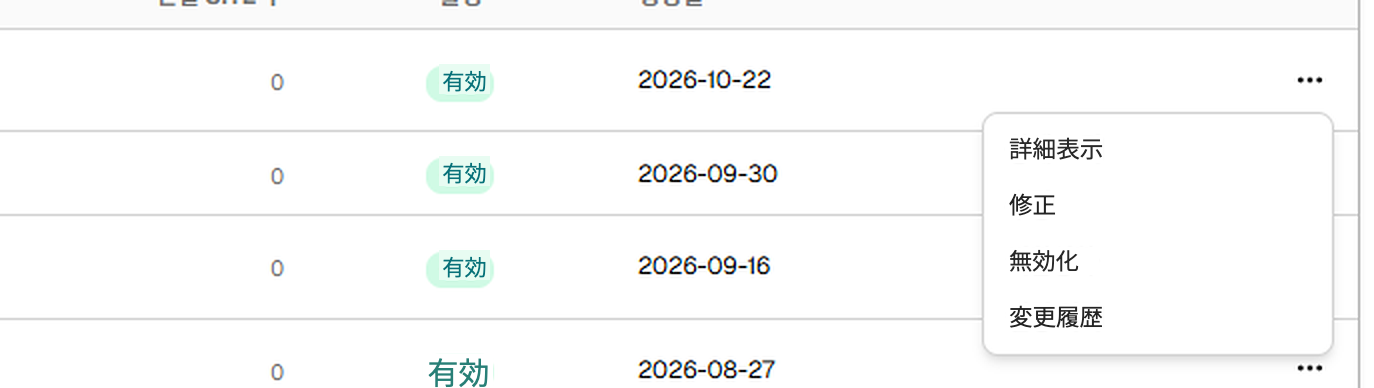 0 有効 2026-10-22 •••
詳細表示
0 有効 2026-09-30
修正
無効化
0 有効 2026-09-16
変更履歴
0 有効 2026-08-27 •••